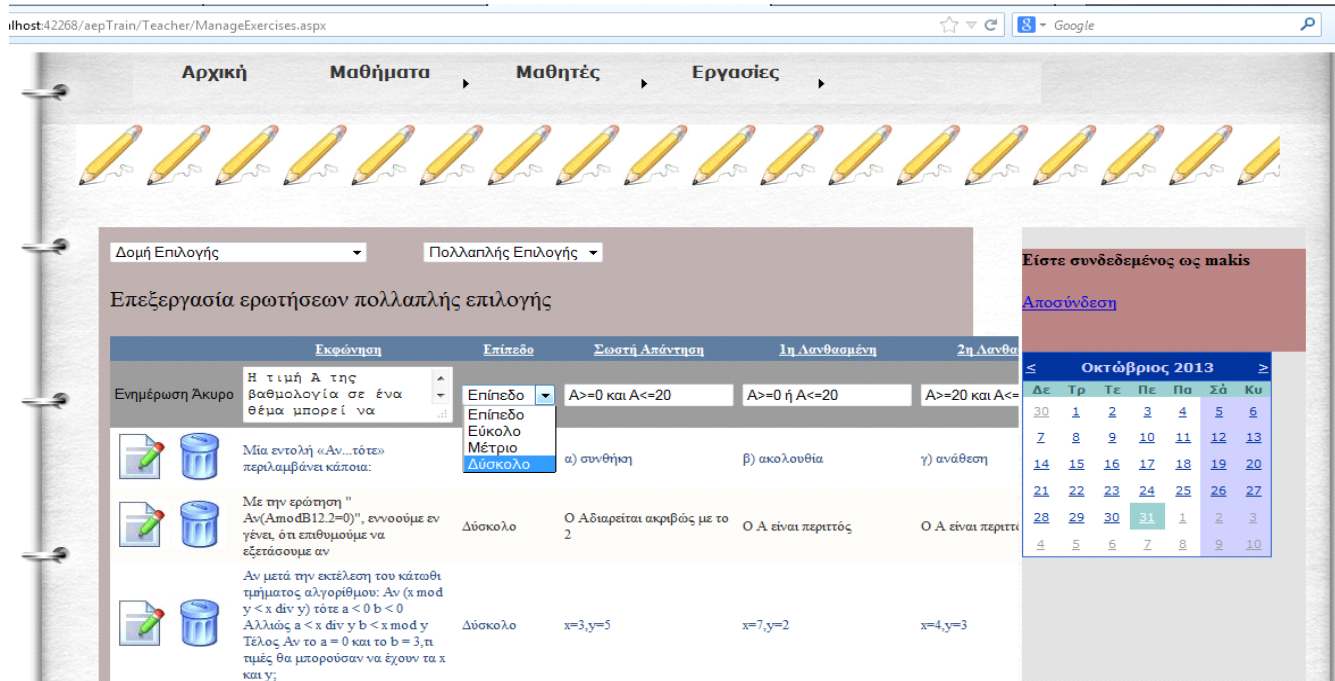 lhost:42268/aepTrain/Teacher/ManageExercises.aspx
Google
Αρχική Μαθήματα Μαθητές Εργασίες
Δομή Επιλογής Πολλαπλής Επιλογής
Επεξεργασία ερωτήσεων πολλαπλής επιλογής
Εκφώνηση Επίπεδο Σωστή Απάντηση 1η Λανθασμένη 2η Λανθα
Ενημέρωση Άκυρο
Η τιμή Α της
βαθμολογία σε ένα
θέμα μπορεί να
Επίπεδο
Επίπεδο
Εύκολο
Μέτριο
Δύσκολο
Α>=0 και Α<=20
Α>=0 ή Α<=20
Α>=20 και Α<=
Μία εντολή «Αν...τότε»
περιλαμβάνει κάποια:
α) συνθήκη
β) ακολουθία
γ) ανάθεση
Με την ερώτηση "
Αν(AmodB12.2=0)", εννοούμε εν
γένει, ότι επιθυμούμε να
εξετάσουμε αν
Δύσκολο
Ο Αδιαρείται ακριβώς με το
2
Ο Α είναι περιττός
Ο Α είναι περιττ
Αν μετά την εκτέλεση του κάτωθι
τμήματος αλγορίθμου: Αν (x mod
y < x div y) τότε a < 0 b < 0
Αλλιώς a < x div y b < x mod y
Τέλος Αν το a = 0 και το b = 3,τι
τιμές θα μπορούσαν να έχουν τα x
και y;
Δύσκολο
x=3,y=5
x=7,y=2
x=4,y=3
Είστε συνδεδεμένος ως makis
Αποσύνδεση
< Οκτώβριος 2013 >
Δε Τρ Τε Πε Πα Σά Κυ
30 1 2 3 4 5 6
7 8 9 10 11 12 13
14 15 16 17 18 19 20
21 22 23 24 25 26 27
28 29 30 31 1 2 3
4 5 6 7 8 9 10